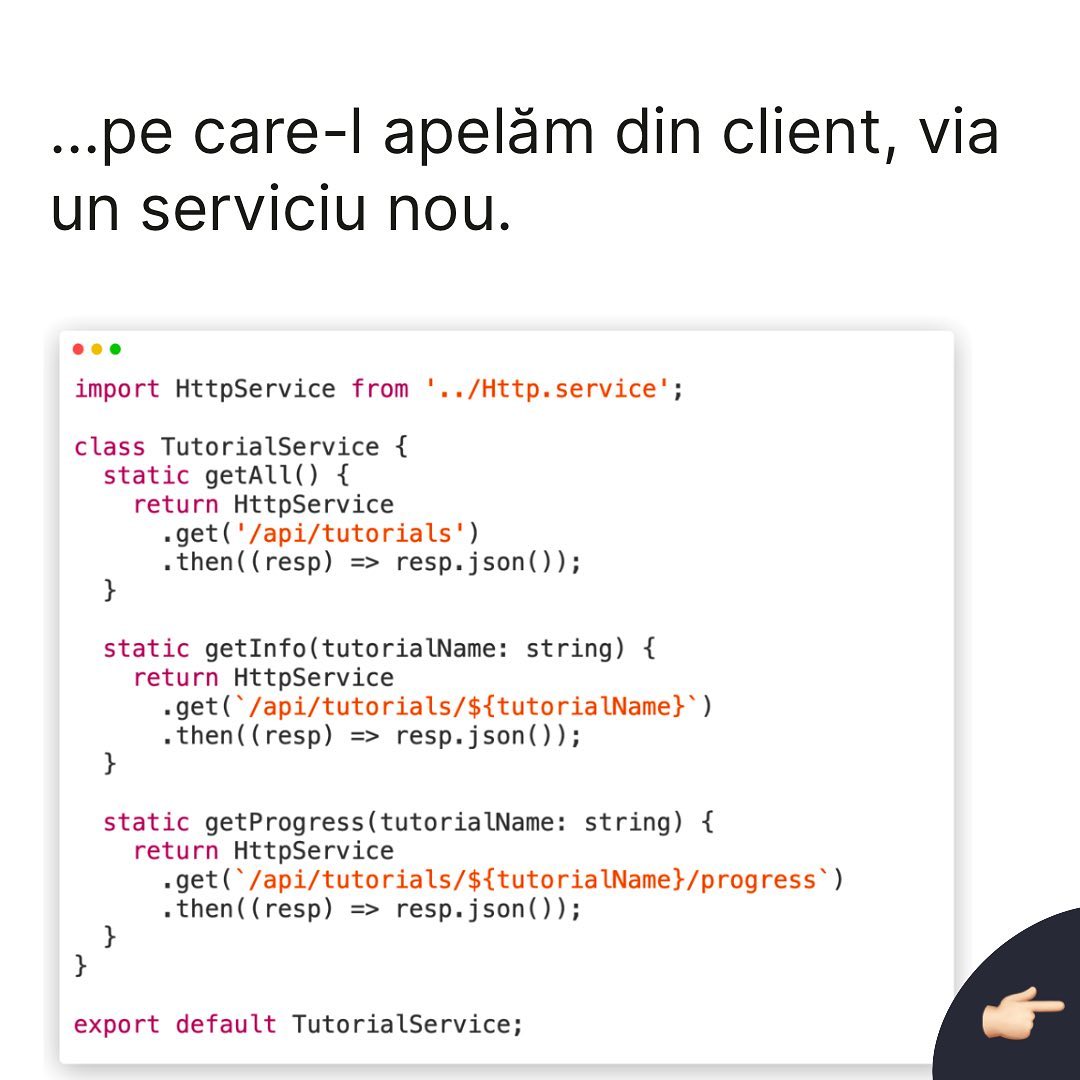 ...pe care-l apelăm din client, via
un serviciu nou.
import HttpService from '../Http.service';
class TutorialService {
  static getAll() {
    return HttpService
      .get('/api/tutorials')
      .then((resp) => resp.json());
  }
  static getInfo(tutorialName: string) {
    return HttpService
      .get(`/api/tutorials/${tutorialName}`)
      .then((resp) => resp.json());
  }
  static getProgress(tutorialName: string) {
    return HttpService
      .get(`/api/tutorials/${tutorialName}/progress`)
      .then((resp) => resp.json());
  }
}
export default TutorialService;